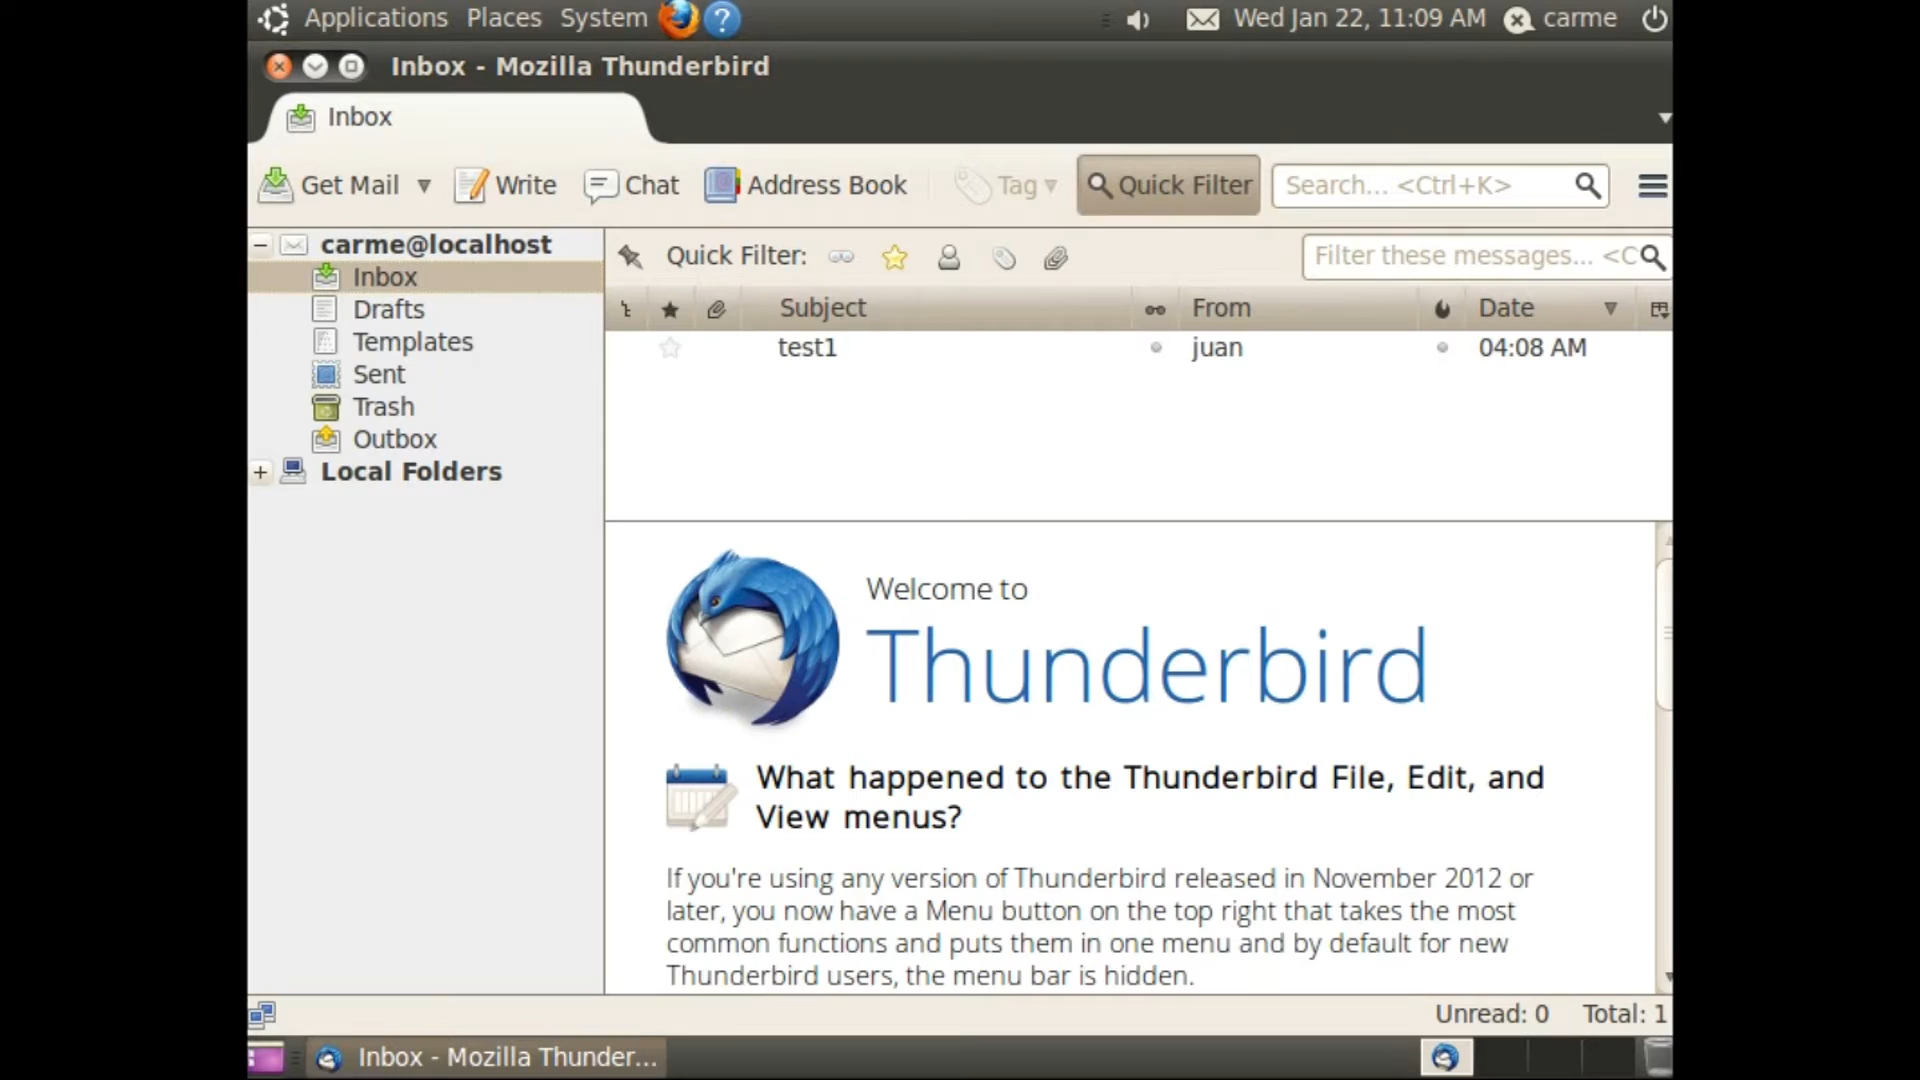 Applications Places System Wed Jan 22, 11:09 AM carme
Inbox - Mozilla Thunderbird
Inbox
Get Mail Write Chat Address Book Tag Quick Filter Search... <Ctrl+K>
carme@localhost
Inbox
Drafts
Templates
Sent
Trash
Outbox
Local Folders
Quick Filter: Filter these messages... <C
Subject From Date
test1 juan 04:08 AM
Welcome to
Thunderbird
What happened to the Thunderbird File, Edit, and
View menus?
If you're using any version of Thunderbird released in November 2012 or
later, you now have a Menu button on the top right that takes the most
common functions and puts them in one menu and by default for new
Thunderbird users, the menu bar is hidden.
Unread: 0 Total: 1
Inbox - Mozilla Thunder...